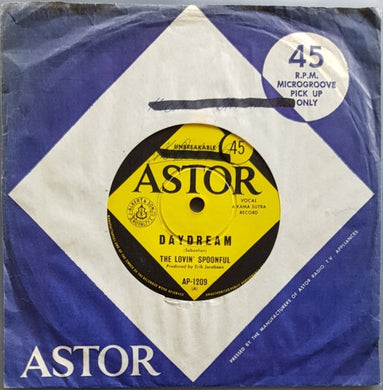 45
R.P.M.
MICROGROOVE
PICK UP
ONLY
UNBREAKABLE
45
ASTOR
VOCAL
A KAMA SUTRA
RECORD
DAYDREAM
(Sebastian)
THE LOVIN' SPOONFUL
Produced by Erik Jacobsen
AP-1209
(A)
ASTOR
PRESSED BY THE MANUFACTURERS OF ASTOR RADIO, T.V. APPLIANCES